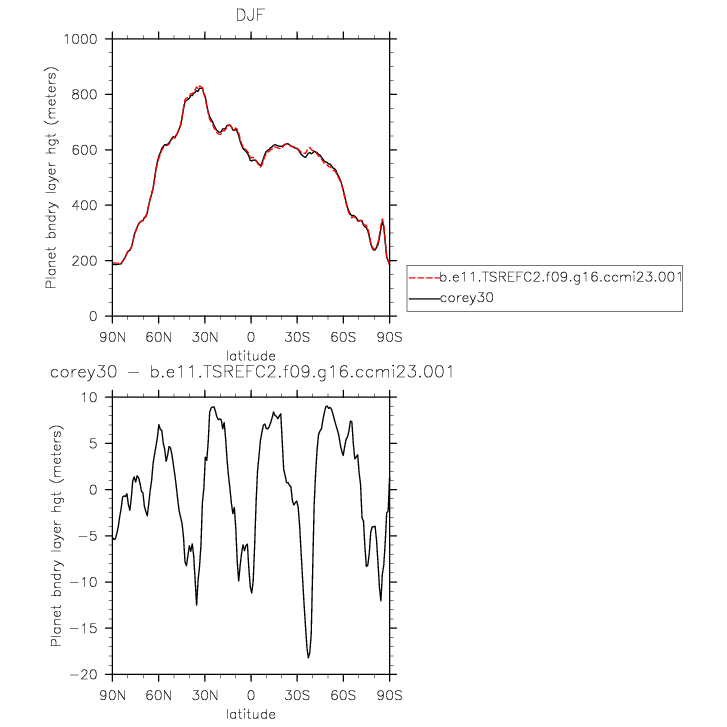 DJF
1000
800
600
400
200
0
Planet bndry layer hgt (meters)
90N 60N 30N 0 30S 60S 90S
latitude
b.e11.TSREFC2.f09.g16.ccmi23.001
corey30
corey30 − b.e11.TSREFC2.f09.g16.ccmi23.001
10
5
0
−5
−10
−15
−20
Planet bndry layer hgt (meters)
90N 60N 30N 0 30S 60S 90S
latitude